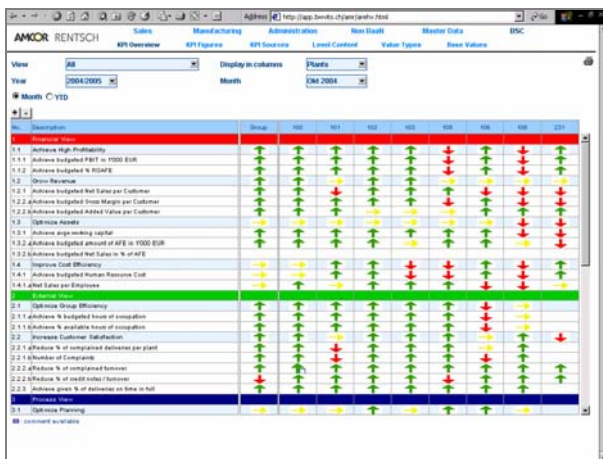 Address http://app.bwvits.ch/amr/arehv.html
AMCOR RENTSCH
Sales Manufacturing Administration Non BaaN Master Data BSC
KPI Overview KPI Figures KPI Sources Level Content Value Types Base Values
View All Display in columns Plants
Year 2004/2005 Month Okt 2004
Month YTD
+ -
No. Description Group 100 101 102 103 108 106 108 231
1 Financial View
1.1 Achieve High Profitability
1.1.1 Achieve budgeted PBIT in 1'000 EUR
1.1.2 Achieve budgeted % ROAFE
1.2 Grow Revenue
1.2.1 Achieve budgeted Net Sales per Customer
1.2.2.a Achieve budgeted Gross Margin per Customer
1.2.2.b Achieve budgeted Added Value per Customer
1.3 Optimize Assets
1.3.1 Achieve avge working capital
1.3.2.a Achieve budgeted amount of AFE in 1'000 EUR
1.3.2.b Achieve budgeted Net Sales in % of AFE
1.4 Improve Cost Efficiency
1.4.1 Achieve budgeted Human Resource Cost
1.4.1.a Net Sales per Employee
2 External View
2.1 Optimize Group Efficiency
2.1.1.a Achieve % budgeted hours of occupation
2.1.1.b Achieve % available hours of occupation
2.2 Increase Customer Satisfaction
2.2.1.a Reduce % of complained deliveries per plant
2.2.1.b Number of Complaints
2.2.2.a Reduce % of complained turnover
2.2.2.b Reduce % of credit notes / turnover
2.2.3 Achieve given % of deliveries on time in full
3 Process View
3.1 Optimize Planning
comment available